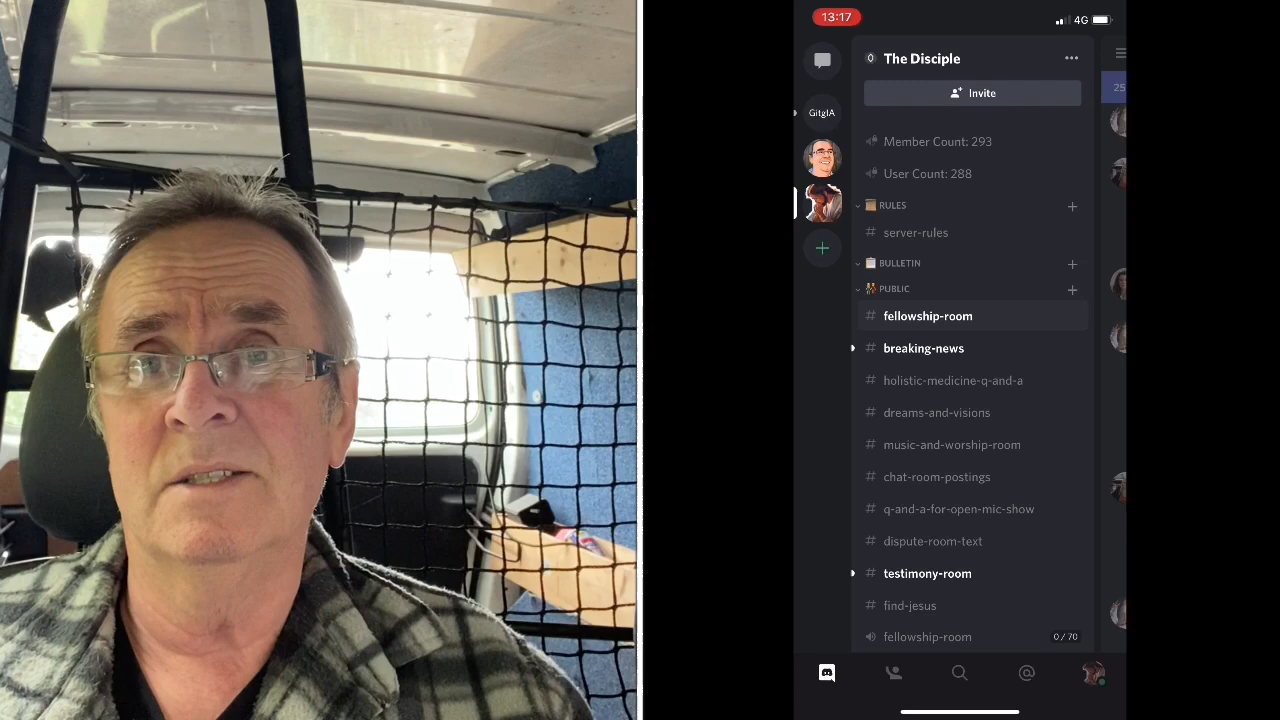 13:17
4G
The Disciple
Invite
GitgIA
Member Count: 293
User Count: 288
RULES
# server-rules
BULLETIN
PUBLIC
# fellowship-room
# breaking-news
# holistic-medicine-q-and-a
# dreams-and-visions
# music-and-worship-room
# chat-room-postings
# q-and-a-for-open-mic-show
# dispute-room-text
# testimony-room
# find-jesus
fellowship-room 0 / 70
25